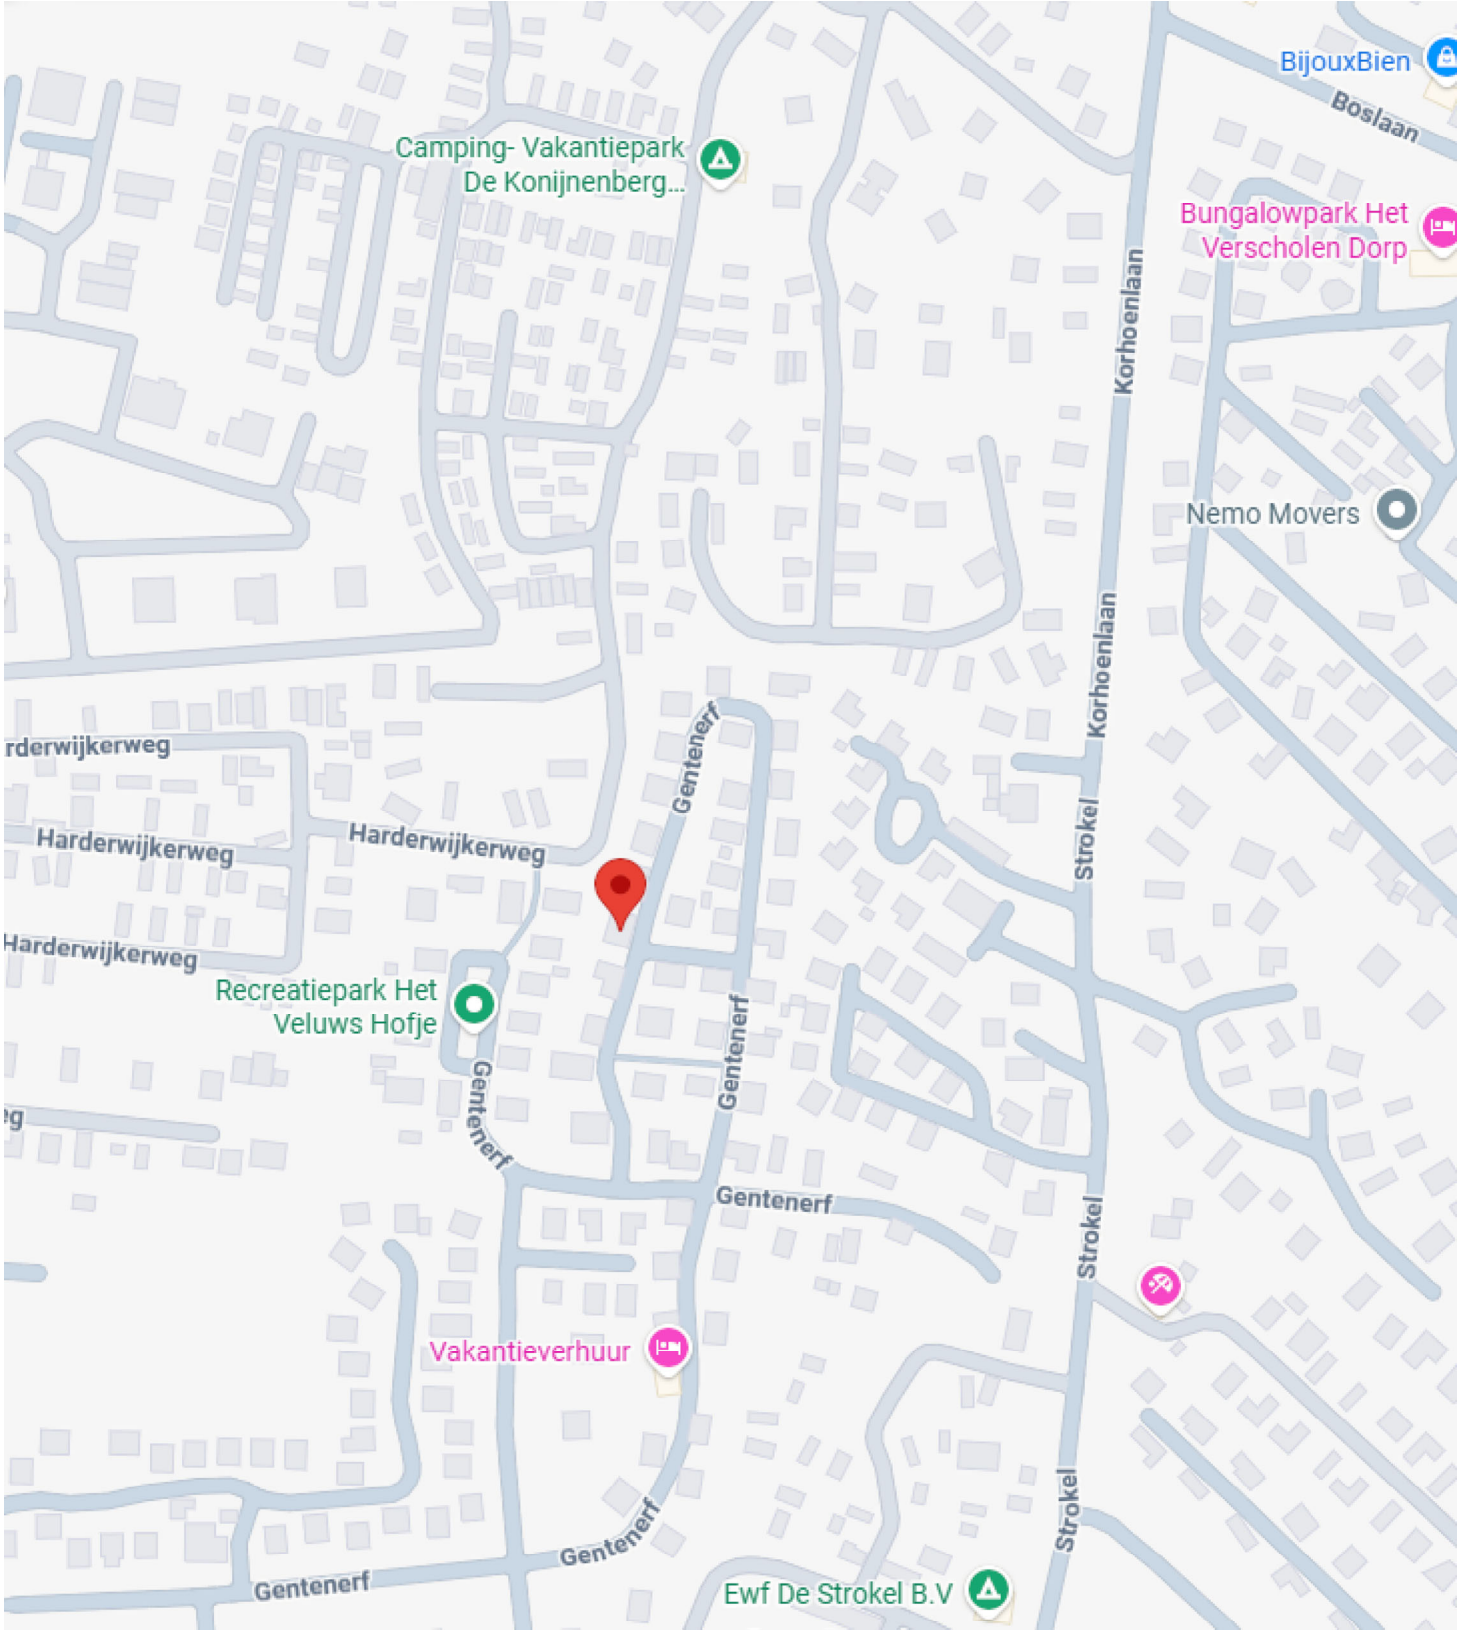 BijouxBien
Boslaan
Camping- Vakantiepark
De Konijnenberg...
Bungalowpark Het
Verscholen Dorp
Korhoenlaan
Nemo Movers
Korhoenlaan
Gentenerf
rderwijkerweg
Strokel
Harderwijkerweg
Harderwijkerweg
Harderwijkerweg
Recreatiepark Het
Veluws Hofje
Gentenerf
Gentenerf
eg
Gentenerf
Strokel
Vakantieverhuur
Strokel
Gentenerf
Gentenerf
Ewf De Strokel B.V